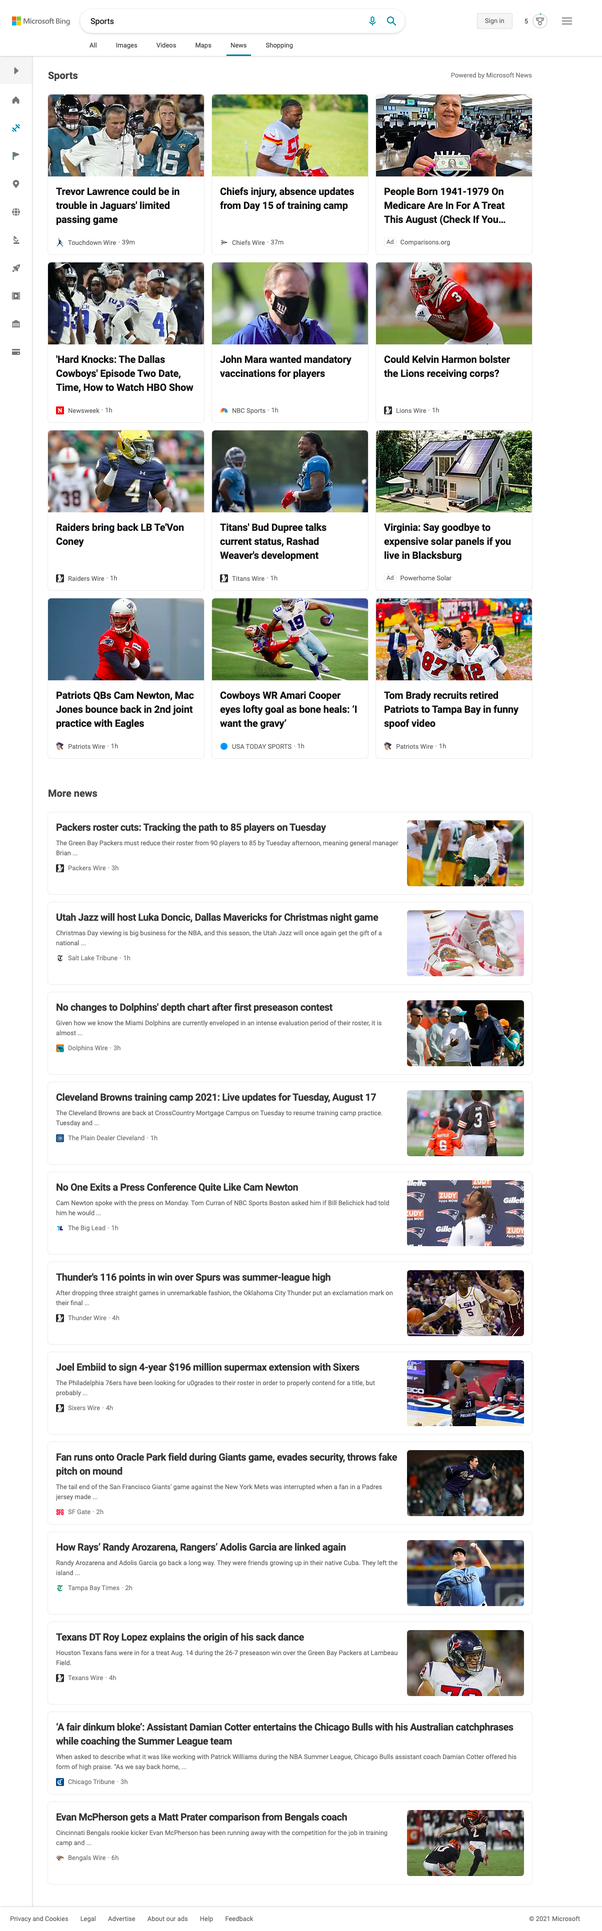 Microsoft Bing
Sports
Sign in
5
All Images Videos Maps News Shopping
Sports
Powered by Microsoft News
Trevor Lawrence could be in
trouble in Jaguars' limited
passing game
Touchdown Wire · 39m
Chiefs injury, absence updates
from Day 15 of training camp
Chiefs Wire · 37m
People Born 1941-1979 On
Medicare Are In For A Treat
This August (Check If You...
Ad Comparisons.org
'Hard Knocks: The Dallas
Cowboys' Episode Two Date,
Time, How to Watch HBO Show
Newsweek · 1h
John Mara wanted mandatory
vaccinations for players
NBC Sports · 1h
Could Kelvin Harmon bolster
the Lions receiving corps?
Lions Wire · 1h
Raiders bring back LB Te'Von
Coney
Raiders Wire · 1h
Titans' Bud Dupree talks
current status, Rashad
Weaver's development
Titans Wire · 1h
Virginia: Say goodbye to
expensive solar panels if you
live in Blacksburg
Ad Powerhome Solar
Patriots QBs Cam Newton, Mac
Jones bounce back in 2nd joint
practice with Eagles
Patriots Wire · 1h
Cowboys WR Amari Cooper
eyes lofty goal as bone heals: ‘I
want the gravy’
USA TODAY SPORTS · 1h
Tom Brady recruits retired
Patriots to Tampa Bay in funny
spoof video
Patriots Wire · 1h
More news
Packers roster cuts: Tracking the path to 85 players on Tuesday
The Green Bay Packers must reduce their roster from 90 players to 85 by Tuesday afternoon, meaning general manager
Brian ...
Packers Wire · 3h
Utah Jazz will host Luka Doncic, Dallas Mavericks for Christmas night game
Christmas Day viewing is big business for the NBA, and this season, the Utah Jazz will once again get the gift of a
national ...
Salt Lake Tribune · 1h
No changes to Dolphins' depth chart after first preseason contest
Given how we know the Miami Dolphins are currently enveloped in an intense evaluation period of their roster, it is
almost ...
Dolphins Wire · 3h
Cleveland Browns training camp 2021: Live updates for Tuesday, August 17
The Cleveland Browns are back at CrossCountry Mortgage Campus on Tuesday to resume training camp practice.
Tuesday and ...
The Plain Dealer Cleveland · 1h
No One Exits a Press Conference Quite Like Cam Newton
Cam Newton spoke with the press on Monday. Tom Curran of NBC Sports Boston asked him if Bill Belichick had told
him he would ...
The Big Lead · 1h
Thunder's 116 points in win over Spurs was summer-league high
After dropping three straight games in unremarkable fashion, the Oklahoma City Thunder put an exclamation mark on
their final ...
Thunder Wire · 4h
Joel Embiid to sign 4-year $196 million supermax extension with Sixers
The Philadelphia 76ers have been looking for u0grades to their roster in order to properly contend for a title, but
probably ...
Sixers Wire · 4h
Fan runs onto Oracle Park field during Giants game, evades security, throws fake
pitch on mound
The tail end of the San Francisco Giants' game against the New York Mets was interrupted when a fan in a Padres
jersey made ...
SF Gate · 2h
How Rays’ Randy Arozarena, Rangers’ Adolis Garcia are linked again
Randy Arozarena and Adolis Garcia go back a long way. They were friends growing up in their native Cuba. They left the
island ...
Tampa Bay Times · 2h
Texans DT Roy Lopez explains the origin of his sack dance
Houston Texans fans were in for a treat Aug. 14 during the 26-7 preseason win over the Green Bay Packers at Lambeau
Field.
Texans Wire · 4h
‘A fair dinkum bloke’: Assistant Damian Cotter entertains the Chicago Bulls with his Australian catchphrases
while coaching the Summer League team
When asked to describe what it was like working with Patrick Williams during the NBA Summer League, Chicago Bulls assistant coach Damian Cotter offered his
form of high praise. "As we say back home, ...
Chicago Tribune · 3h
Evan McPherson gets a Matt Prater comparison from Bengals coach
Cincinnati Bengals rookie kicker Evan McPherson has been running away with the competition for the job in training
camp and ...
Bengals Wire · 6h
Privacy and Cookies Legal Advertise About our ads Help Feedback
© 2021 Microsoft